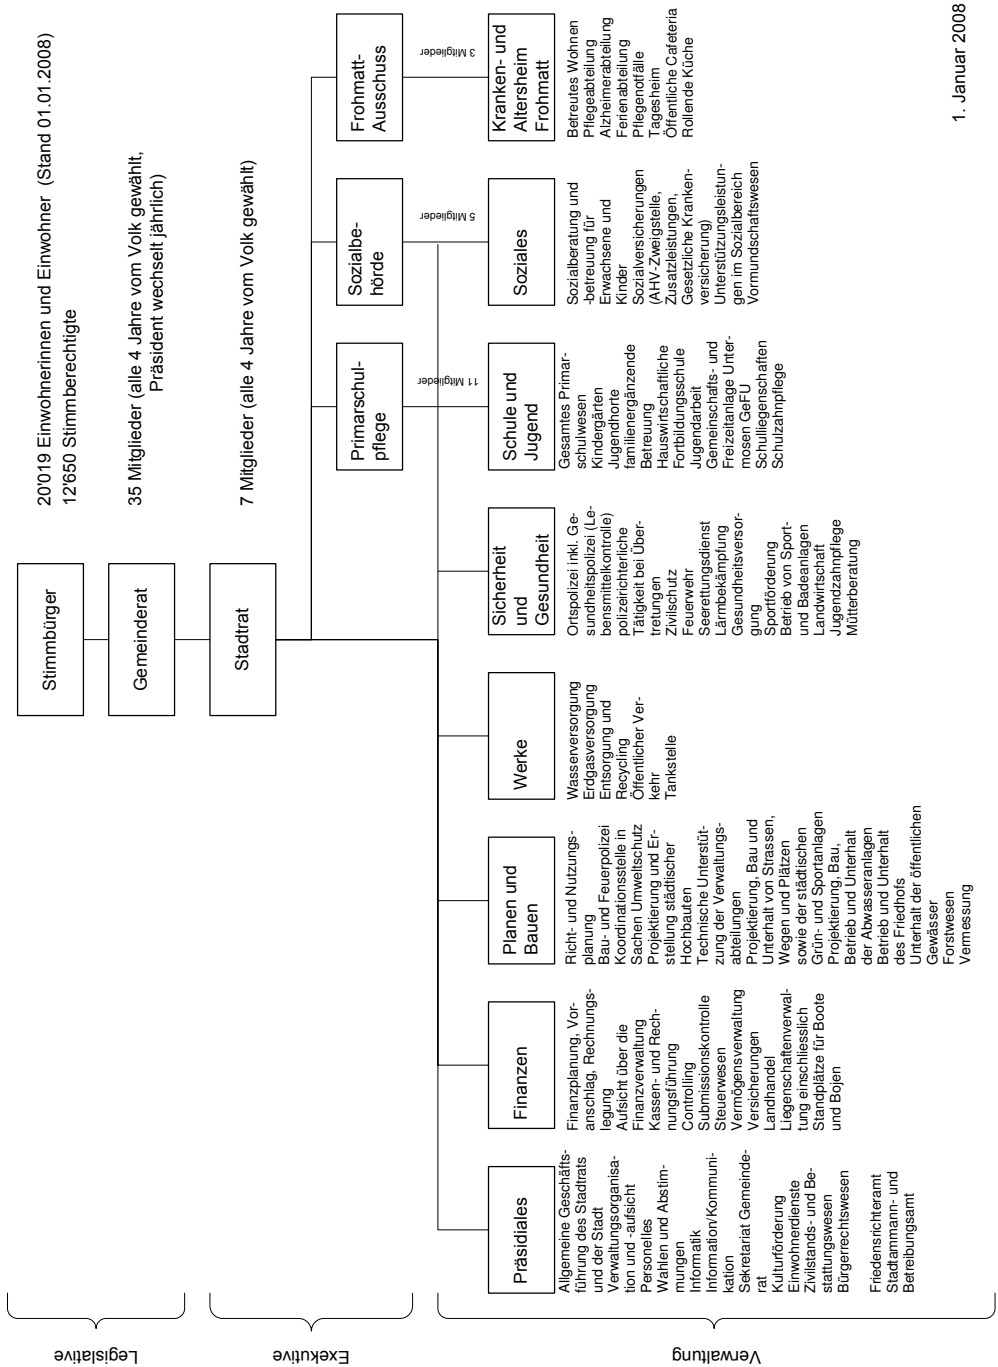 Legislative
Exekutive
Verwaltung
Stimmbürger
20'019 Einwohnerinnen und Einwohner (Stand 01.01.2008)
12'650 Stimmberechtigte
Gemeinderat
35 Mitglieder (alle 4 Jahre vom Volk gewählt,
Präsident wechselt jährlich)
Stadtrat
7 Mitglieder (alle 4 Jahre vom Volk gewählt)
Primarschul-
pflege
Sozialbe-
hörde
Frohmatt-
Ausschuss
11 Mitglieder
5 Mitglieder
3 Mitglieder
Präsidiales
Allgemeine Geschäfts-
führung des Stadtrats
und der Stadt
Verwaltungsorganisa-
tion und -aufsicht
Personelles
Wahlen und Abstim-
mungen
Informatik
Information/Kommuni-
kation
Sekretariat Gemeinde-
rat
Kulturförderung
Einwohnerdienste
Zivilstands- und Be-
stattungswesen
Bürgerrechtswesen
Friedensrichteramt
Stadtammann- und
Betreibungsamt
Finanzen
Finanzplanung, Vor-
anschlag, Rechnungs-
legung
Aufsicht über die
Finanzverwaltung
Kassen- und Rech-
nungsführung
Controlling
Submissionskontrolle
Steuerwesen
Vermögensverwaltung
Versicherungen
Landhandel
Liegenschaftenverwal-
tung einschliesslich
Standplätze für Boote
und Bojen
Planen und
Bauen
Richt- und Nutzungs-
planung
Bau- und Feuerpolizei
Koordinationsstelle in
Sachen Umweltschutz
Projektierung und Er-
stellung städtischer
Hochbauten
Technische Unterstüt-
zung der Verwaltungs-
abteilungen
Projektierung, Bau und
Unterhalt von Strassen,
Wegen und Plätzen
sowie der städtischen
Grün- und Sportanlagen
Projektierung, Bau,
Betrieb und Unterhalt
der Abwasseranlagen
Betrieb und Unterhalt
des Friedhofs
Unterhalt der öffentlichen
Gewässer
Forstwesen
Vermessung
Werke
Wasserversorgung
Erdgasversorgung
Entsorgung und
Recycling
Öffentlicher Ver-
kehr
Tankstelle
Sicherheit
und
Gesundheit
Ortspolizei inkl. Ge-
sundheitspolizei (Le-
bensmittelkontrolle)
polizeirichterliche
Tätigkeit bei Über-
tretungen
Zivilschutz
Feuerwehr
Seerettungsdienst
Lärmbekämpfung
Gesundheitsversor-
gung
Sportförderung
Betrieb von Sport-
und Badeanlagen
Landwirtschaft
Jugendzahnpflege
Mütterberatung
Schule und
Jugend
Gesamtes Primar-
schulwesen
Kindergärten
Jugendhorte
familienergänzende
Betreuung
Hauswirtschaftliche
Fortbildungsschule
Jugendarbeit
Gemeinschafts- und
Freizeitanlage Unter-
mosen GeFU
Schulliegenschaften
Schulzahnpflege
Soziales
Sozialberatung und
-betreuung für
Erwachsene und
Kinder
Sozialversicherungen
(AHV-Zweigstelle,
Zusatzleistungen,
Gesetzliche Kranken-
versicherung)
Unterstützungsleistun-
gen im Sozialbereich
Vormundschaftswesen
Kranken- und
Altersheim
Frohmatt
Betreutes Wohnen
Pflegeabteilung
Alzheimerabteilung
Ferienabteilung
Pflegenotfälle
Tagesheim
Öffentliche Cafeteria
Rollende Küche
1. Januar 2008